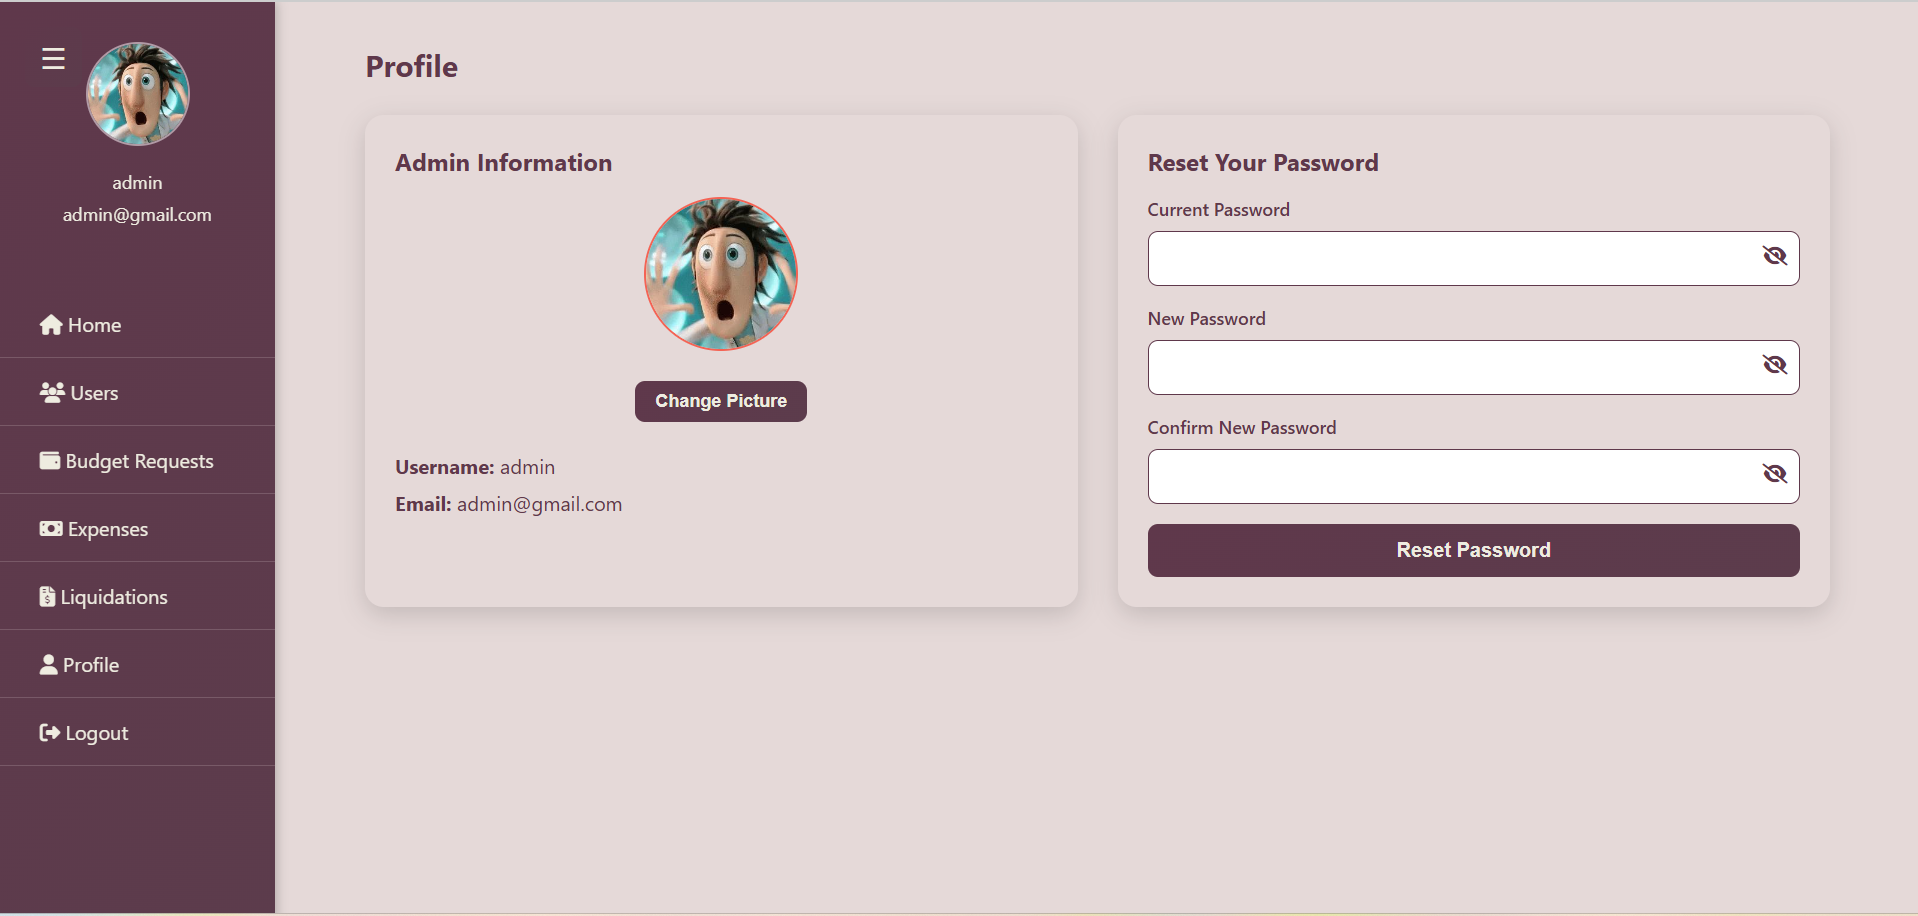 admin
admin@gmail.com
Home
Users
Budget Requests
Expenses
Liquidations
Profile
Logout
Profile
Admin Information
Change Picture
Username: admin
Email: admin@gmail.com
Reset Your Password
Current Password
New Password
Confirm New Password
Reset Password